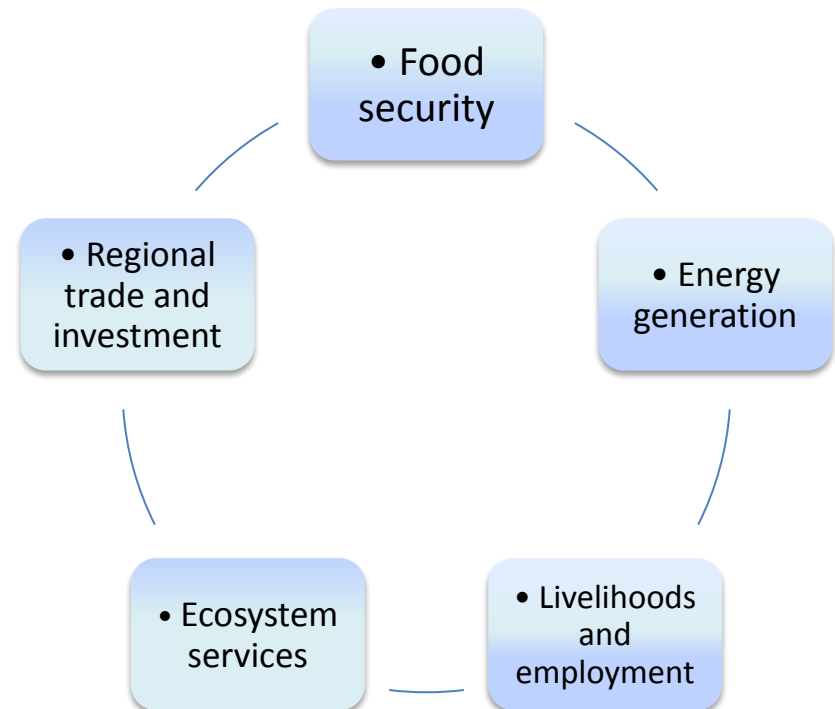 • Food
security
• Energy
generation
• Livelihoods
and
employment
• Ecosystem
services
• Regional
trade and
investment